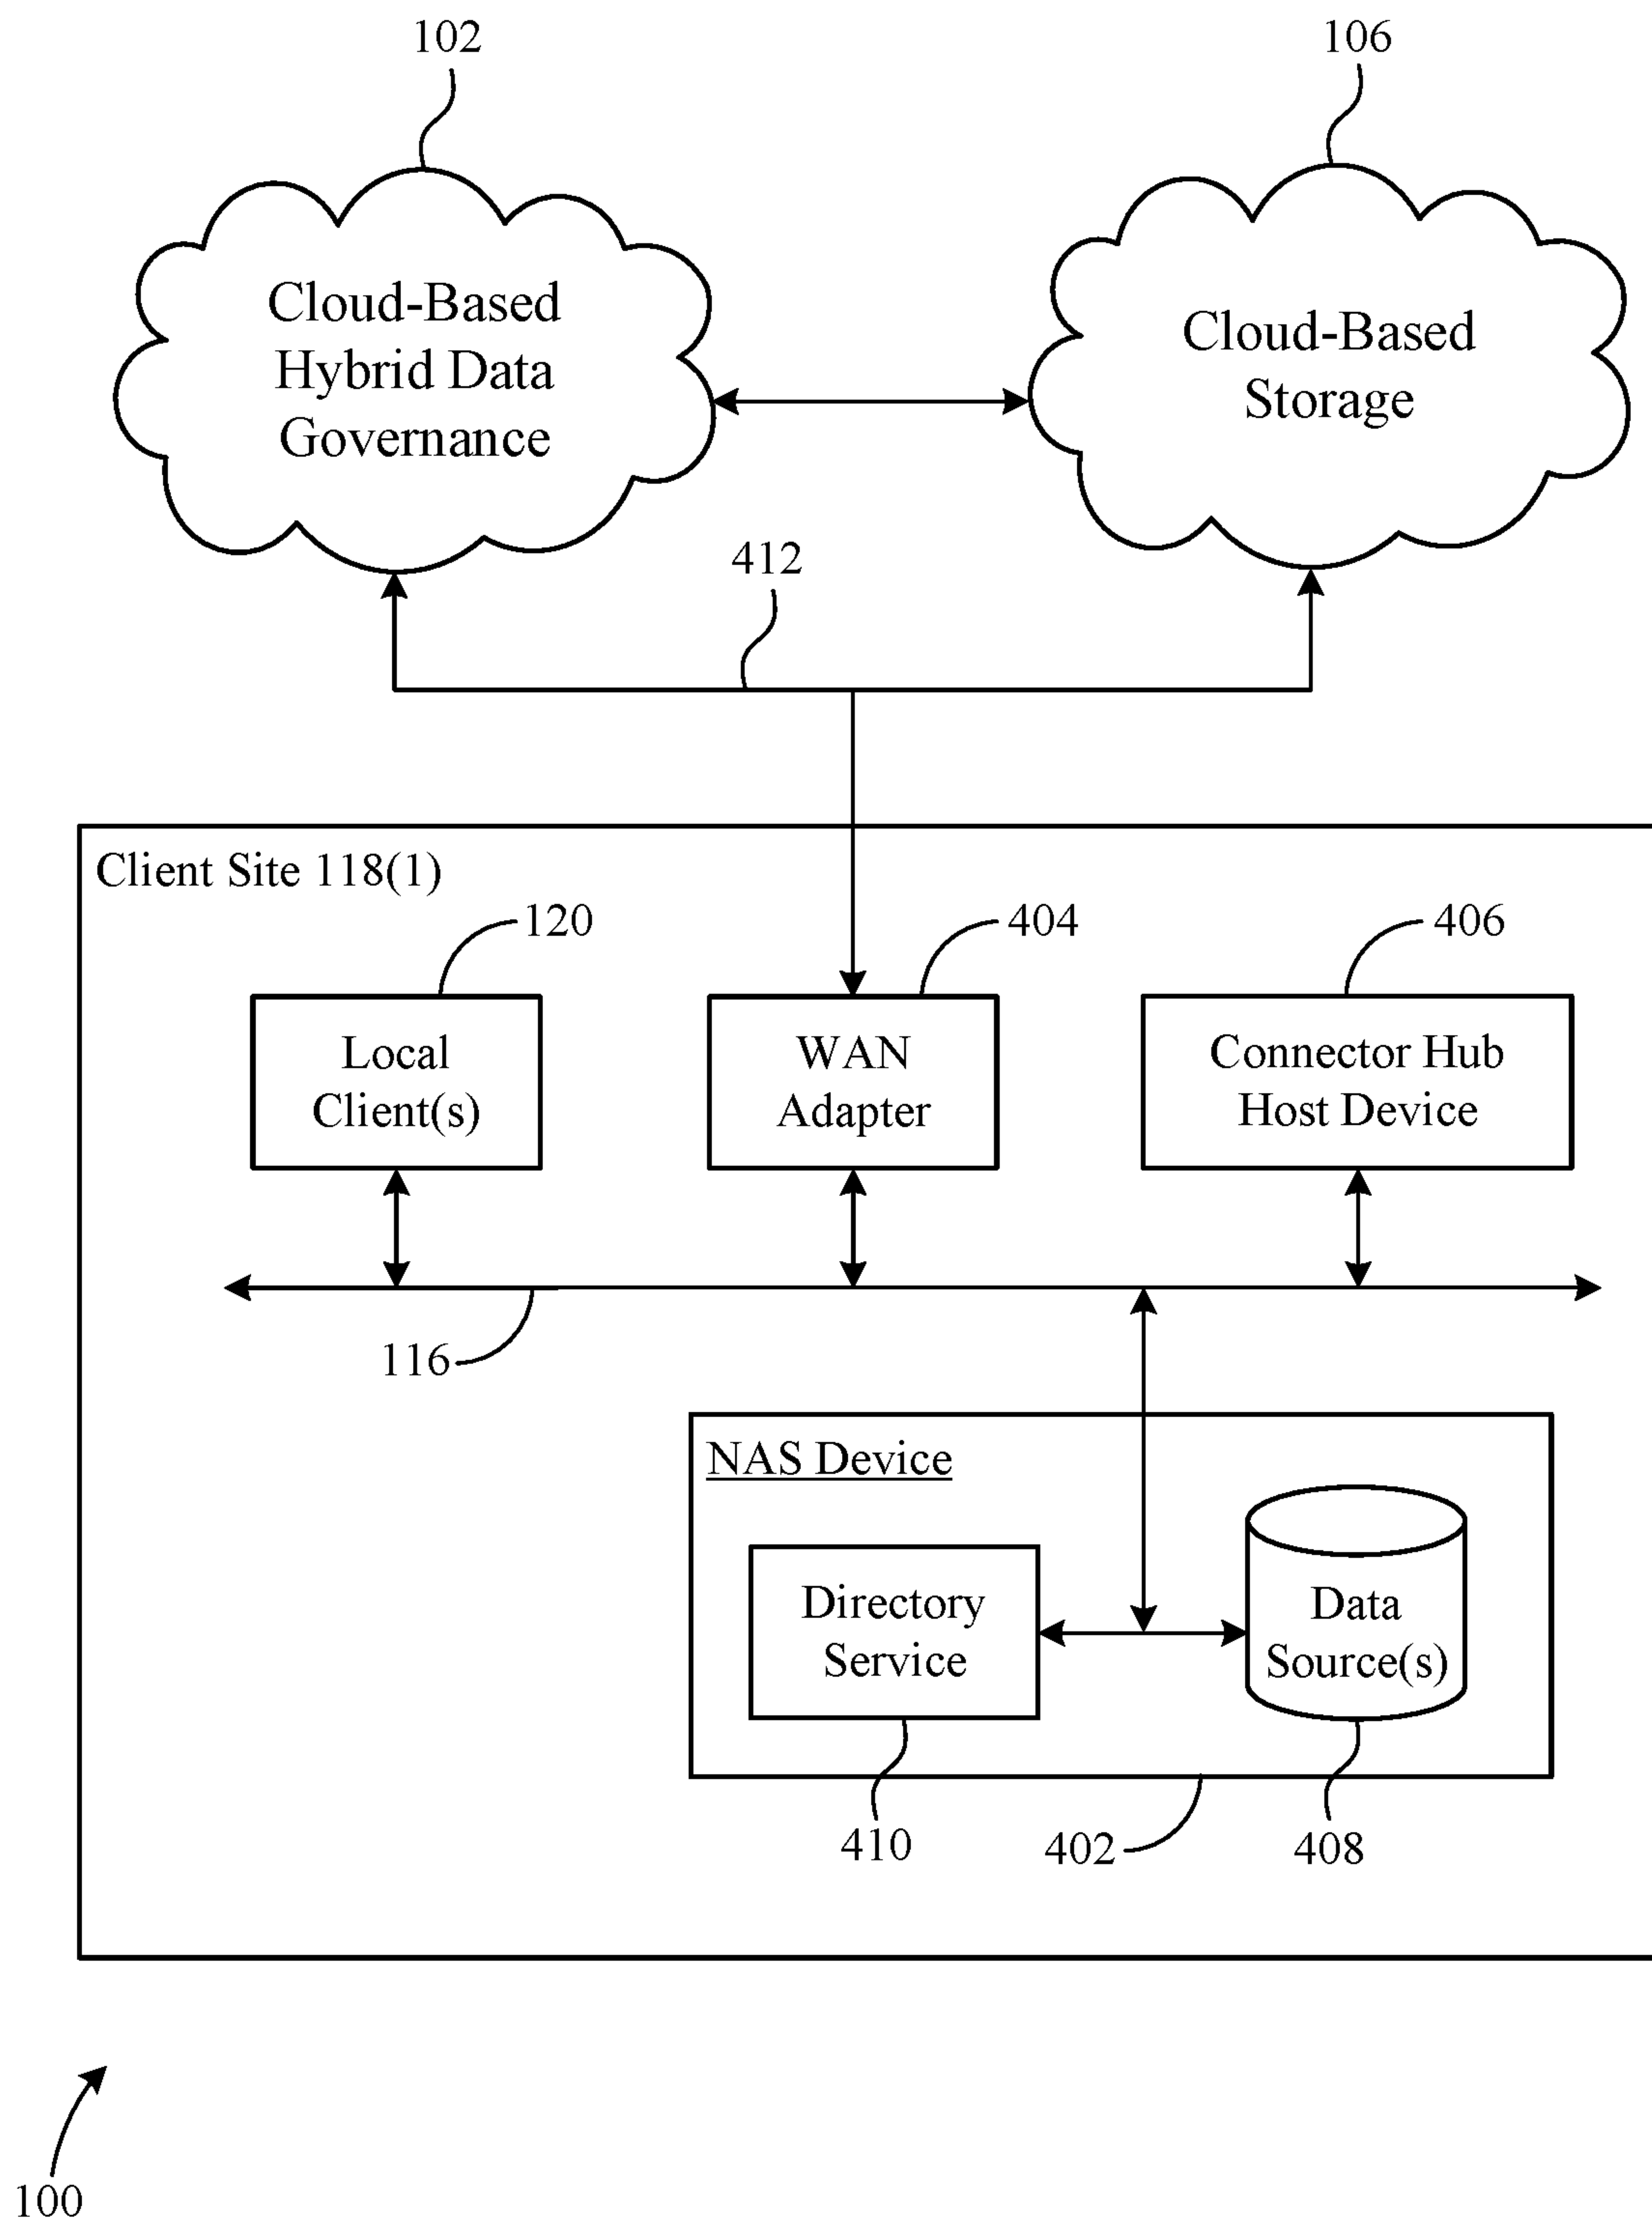 102
106
Cloud-Based
Hybrid Data
Governance
Cloud-Based
Storage
412
Client Site 118(1)
120
404
406
Local
Client(s)
WAN
Adapter
Connector Hub
Host Device
116
NAS Device
Directory
Service
Data
Source(s)
410
402
408
100